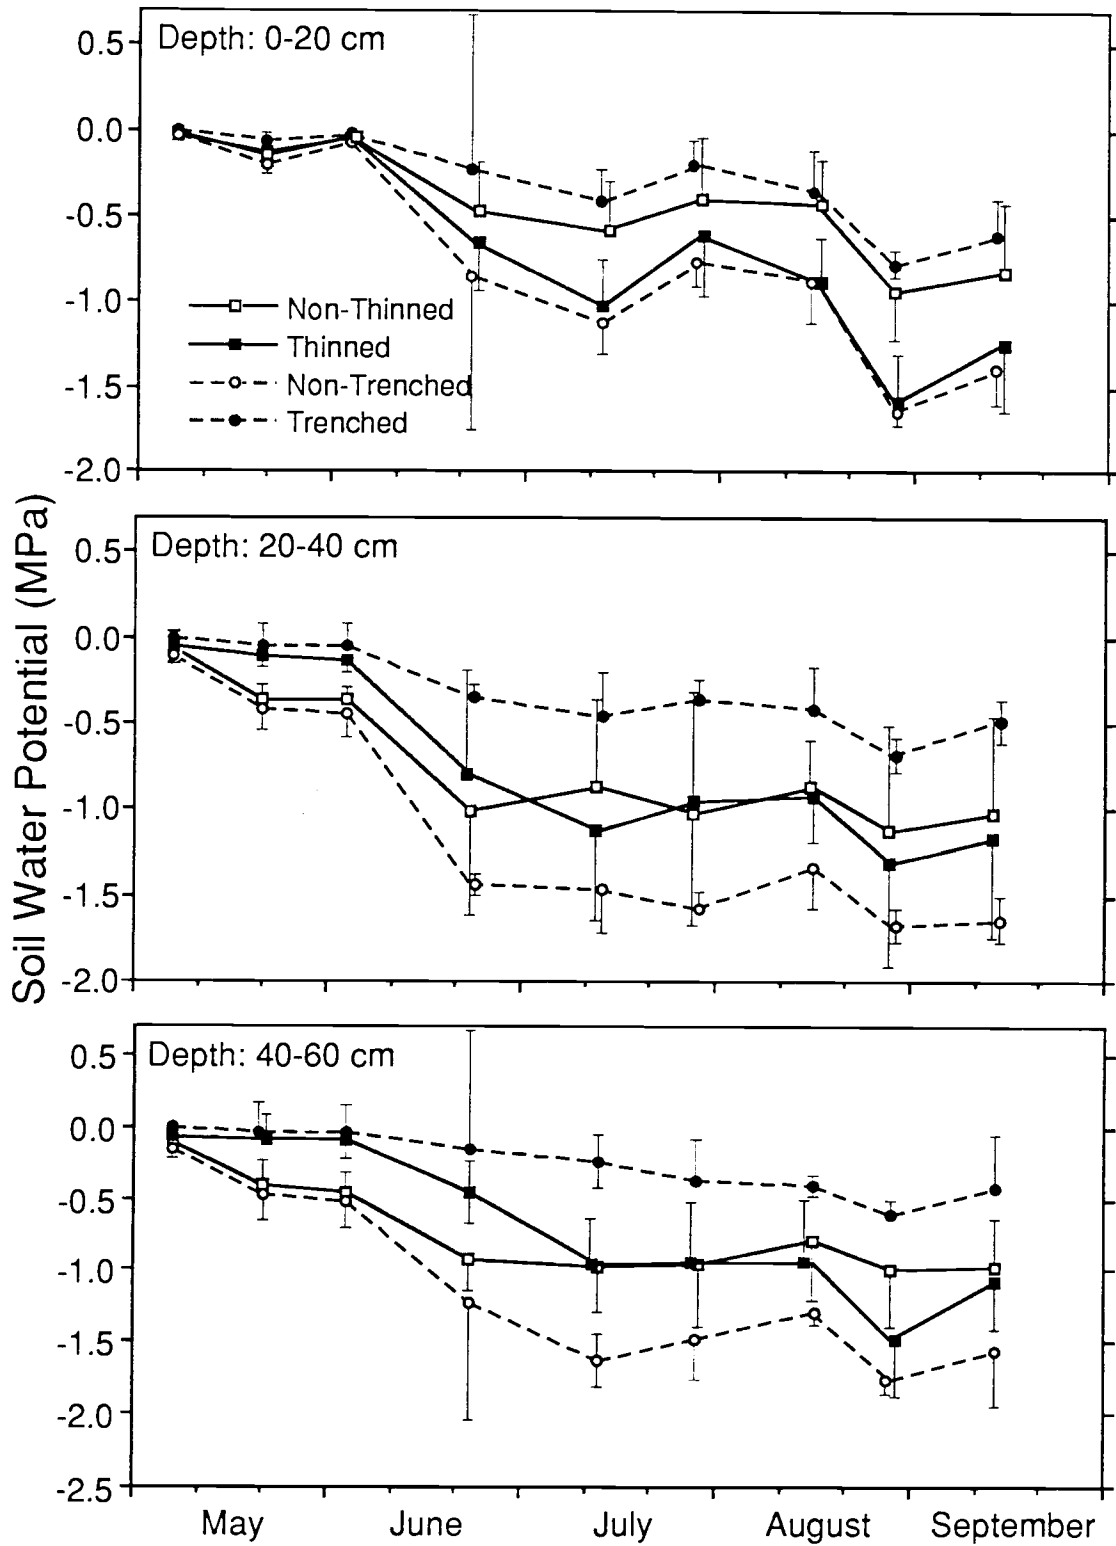 Soil Water Potential (MPa)
Depth: 0-20 cm
0.5
0.0
-0.5
-1.0
-1.5
-2.0
Non-Thinned
Thinned
Non-Trenched
Trenched
Depth: 20-40 cm
0.5
0.0
-0.5
-1.0
-1.5
-2.0
Depth: 40-60 cm
0.5
0.0
-0.5
-1.0
-1.5
-2.0
-2.5
May June July August September